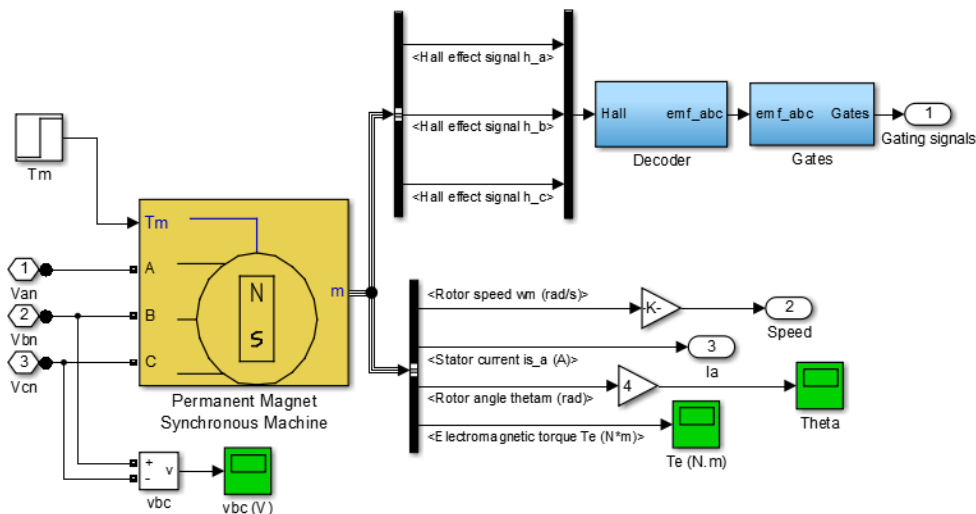 <Hall effect signal h_a>
<Hall effect signal h_b>
<Hall effect signal h_c>
Hall emf_abc
Decoder
emf_abc Gates
Gates
1
Gating signals
Tm
Tm
A
B
C
m
N
S
Permanent Magnet
Synchronous Machine
1
Van
2
Vbn
3
Vcn
<Rotor speed wm (rad/s)>
-K-
2
Speed
<Stator current is_a (A)>
3
Ia
<Rotor angle thetam (rad)>
4
Theta
<Electromagnetic torque Te (N*m)>
Te (N.m)
+
-
v
vbc
vbc (V)